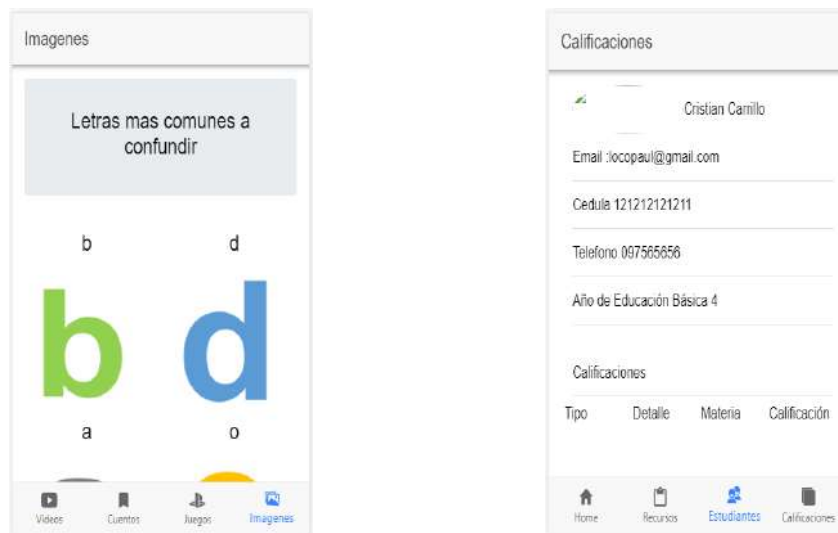 Imagenes
Letras mas comunes a
confundir
b d
b d
a o
Videos Cuentos Juegos Imagenes
Calificaciones
Cristian Carrillo
Email :locopaul@gmail.com
Cedula 121212121211
Telefono 097565656
Año de Educación Básica 4
Calificaciones
Tipo Detalle Materia Calificación
Home Recursos Estudiantes Calificaciones